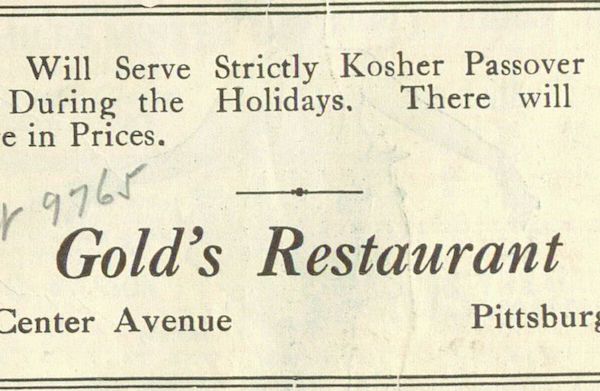 Will Serve Strictly Kosher Passover
During the Holidays. There will
e in Prices.
9765
Gold's Restaurant
Center Avenue Pittsburg